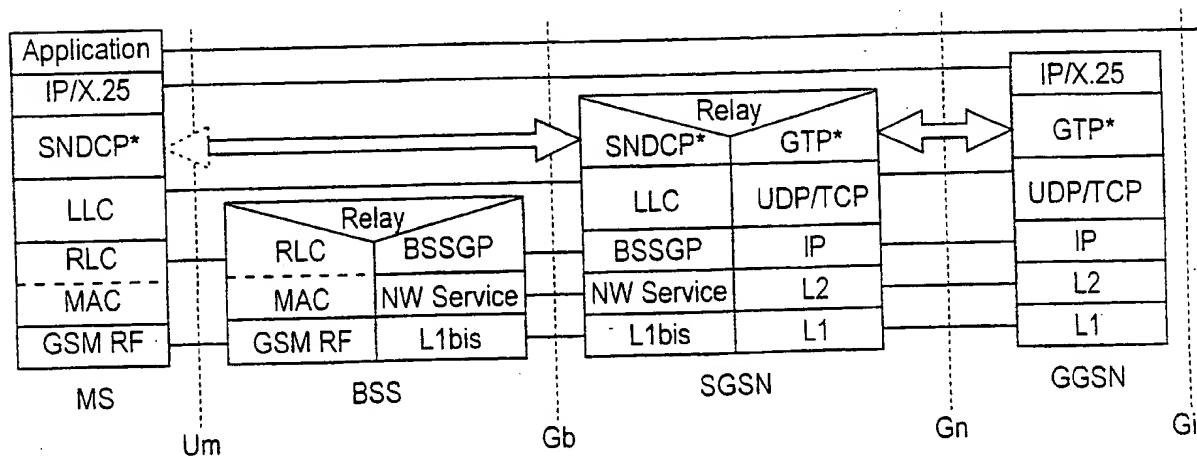 Application
IP/X.25
SNDCP*
LLC
RLC
MAC
GSM RF
MS
Um
Relay
RLC
BSSGP
MAC
NW Service
GSM RF
L1bis
BSS
Gb
Relay
SNDCP*
GTP*
LLC
UDP/TCP
BSSGP
IP
NW Service
L2
L1bis
L1
SGSN
Gn
IP/X.25
GTP*
UDP/TCP
IP
L2
L1
GGSN
Gi